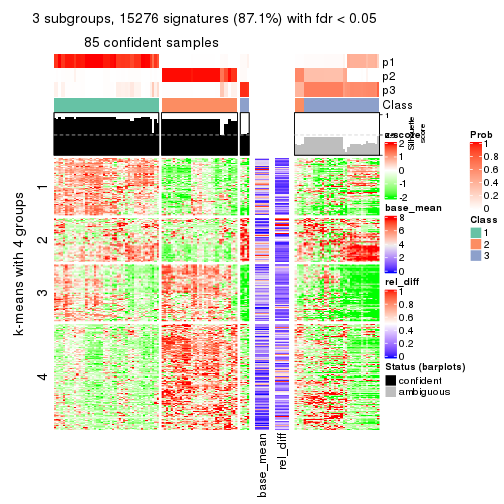 3 subgroups, 15276 signatures (87.1%) with fdr < 0.05
85 confident samples
p1
p2
p3
Class
1
Silhouette
score
z-score
2
1
-1
-2
base_mean
8
6
4
2
0
rel_diff
1
0.8
0.6
0.4
0.2
0
Status (barplots)
confident
ambiguous
Prob
1
0.8
0.6
0.4
0.2
0
Class
1
2
3
k-means with 4 groups
1
2
3
4
base_mean
rel_diff